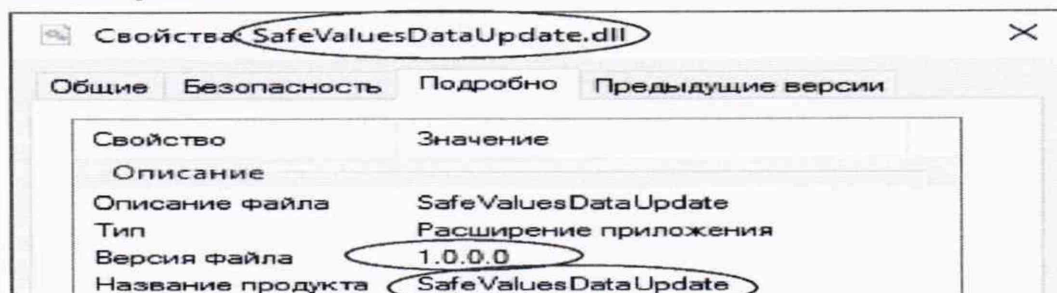 Свойства: SafeValuesDataUpdate.dll
Общие Безопасность Подробно Предыдущие версии
Свойство Значение
Описание
Описание файла SafeValuesDataUpdate
Тип Расширение приложения
Версия файла 1.0.0.0
Название продукта SafeValuesDataUpdate